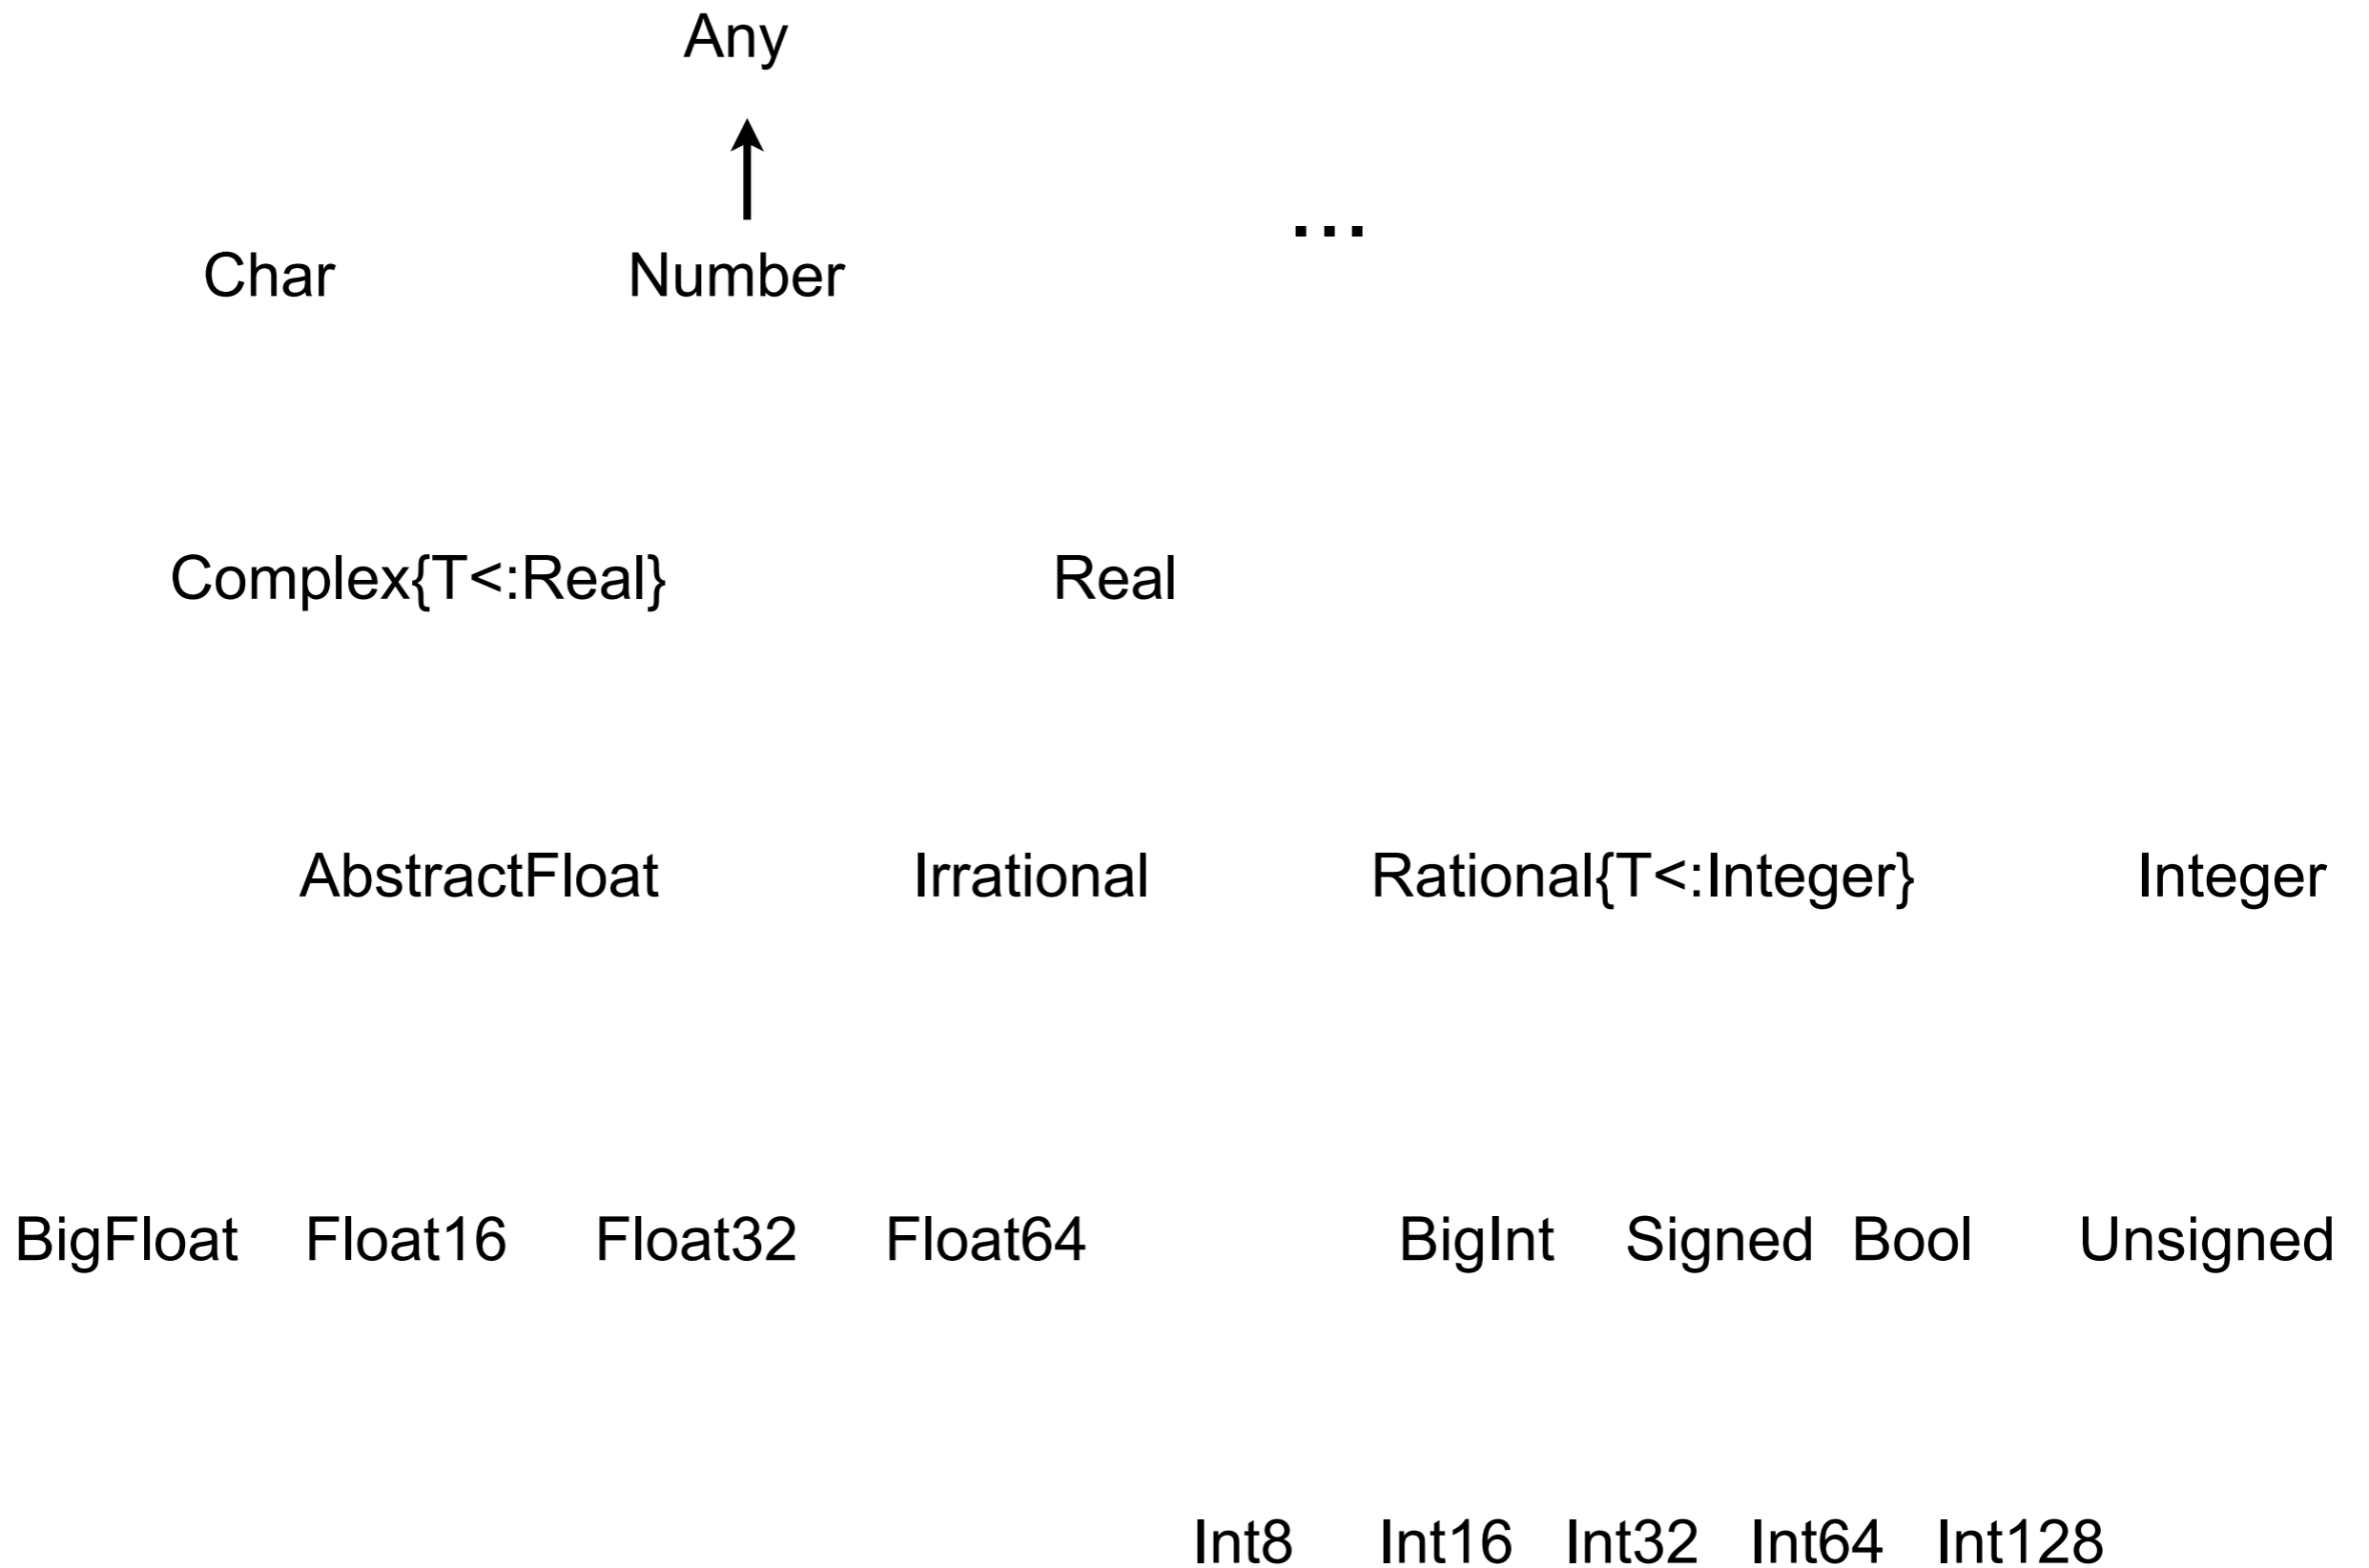 Any
...
Char Number
Complex{T<:Real} Real
AbstractFloat Irrational Rational{T<:Integer} Integer
BigFloat Float16 Float32 Float64 BigInt Signed Bool Unsigned
Int8 Int16 Int32 Int64 Int128